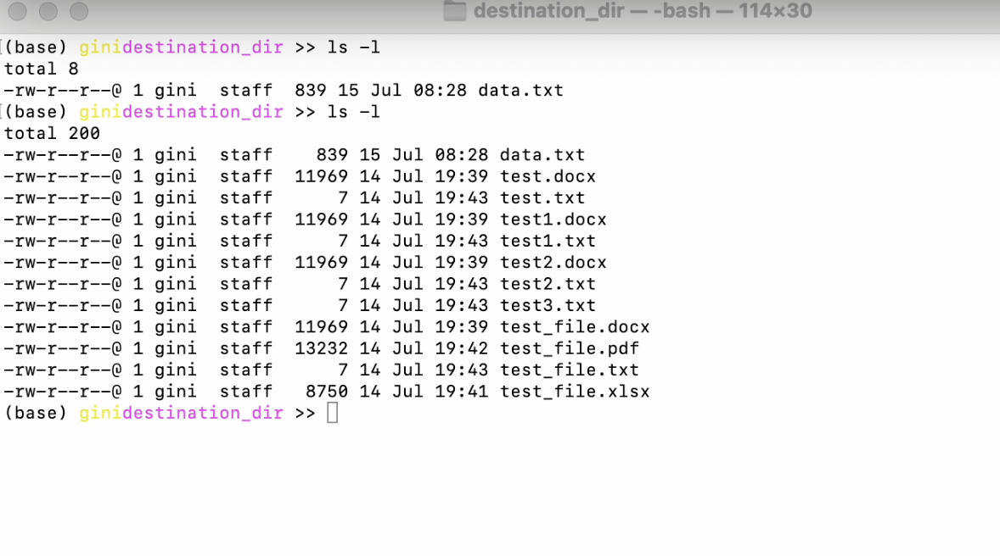 destination_dir — -bash — 114×30
(base) ginidestination_dir >> ls -l
total 8
-rw-r--r--@ 1 gini  staff  839 15 Jul 08:28 data.txt
(base) ginidestination_dir >> ls -l
total 200
-rw-r--r--@ 1 gini  staff    839 15 Jul 08:28 data.txt
-rw-r--r--@ 1 gini  staff  11969 14 Jul 19:39 test.docx
-rw-r--r--@ 1 gini  staff      7 14 Jul 19:43 test.txt
-rw-r--r--@ 1 gini  staff  11969 14 Jul 19:39 test1.docx
-rw-r--r--@ 1 gini  staff      7 14 Jul 19:43 test1.txt
-rw-r--r--@ 1 gini  staff  11969 14 Jul 19:39 test2.docx
-rw-r--r--@ 1 gini  staff      7 14 Jul 19:43 test2.txt
-rw-r--r--@ 1 gini  staff      7 14 Jul 19:43 test3.txt
-rw-r--r--@ 1 gini  staff  11969 14 Jul 19:39 test_file.docx
-rw-r--r--@ 1 gini  staff  13232 14 Jul 19:42 test_file.pdf
-rw-r--r--@ 1 gini  staff      7 14 Jul 19:43 test_file.txt
-rw-r--r--@ 1 gini  staff   8750 14 Jul 19:41 test_file.xlsx
(base) ginidestination_dir >>